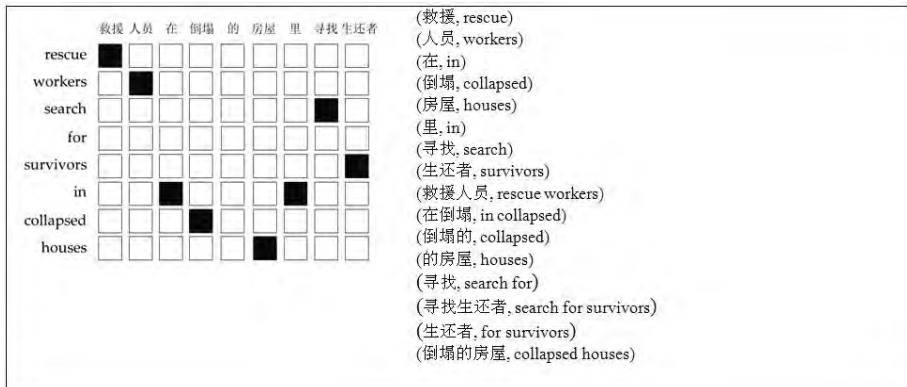 救援 人员 在 倒塌 的 房屋 里 寻找 生还者
rescue
workers
search
for
survivors
in
collapsed
houses
(救援, rescue)
(人员, workers)
(在, in)
(倒塌, collapsed)
(房屋, houses)
(里, in)
(寻找, search)
(生还者, survivors)
(救援人员, rescue workers)
(在倒塌, in collapsed)
(倒塌的, collapsed)
(的房屋, houses)
(寻找, search for)
(寻找生还者, search for survivors)
(生还者, for survivors)
(倒塌的房屋, collapsed houses)